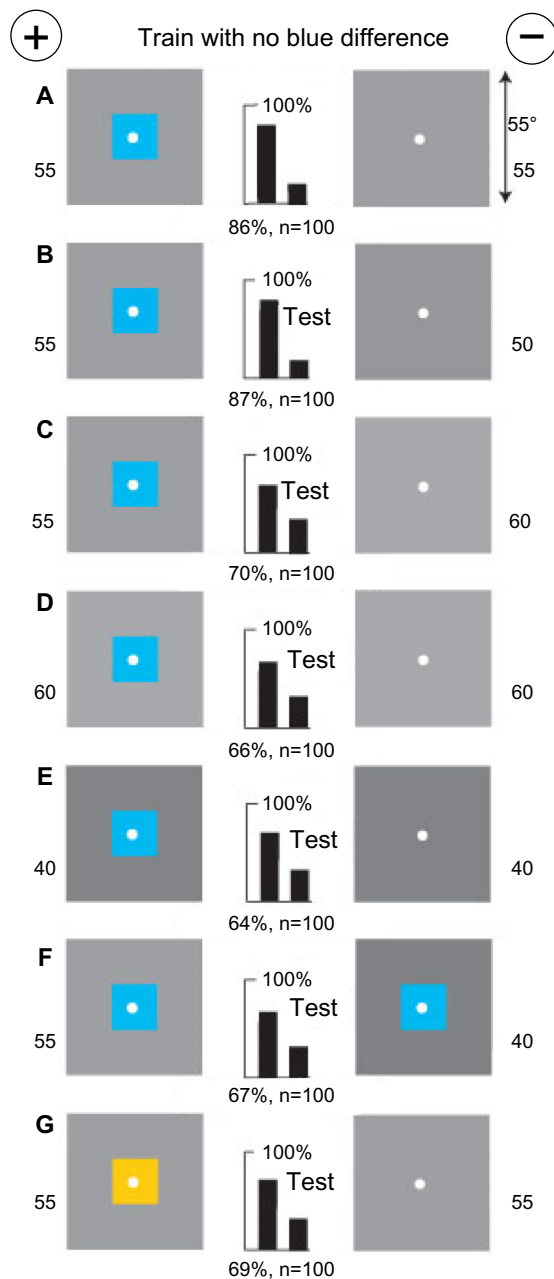 + Train with no blue difference −
A
100%
55°
55
55
86%, n=100
B
100%
Test
55
50
87%, n=100
C
100%
Test
55
60
70%, n=100
D
100%
Test
60
60
66%, n=100
E
100%
Test
40
40
64%, n=100
F
100%
Test
55
40
67%, n=100
G
100%
Test
55
55
69%, n=100